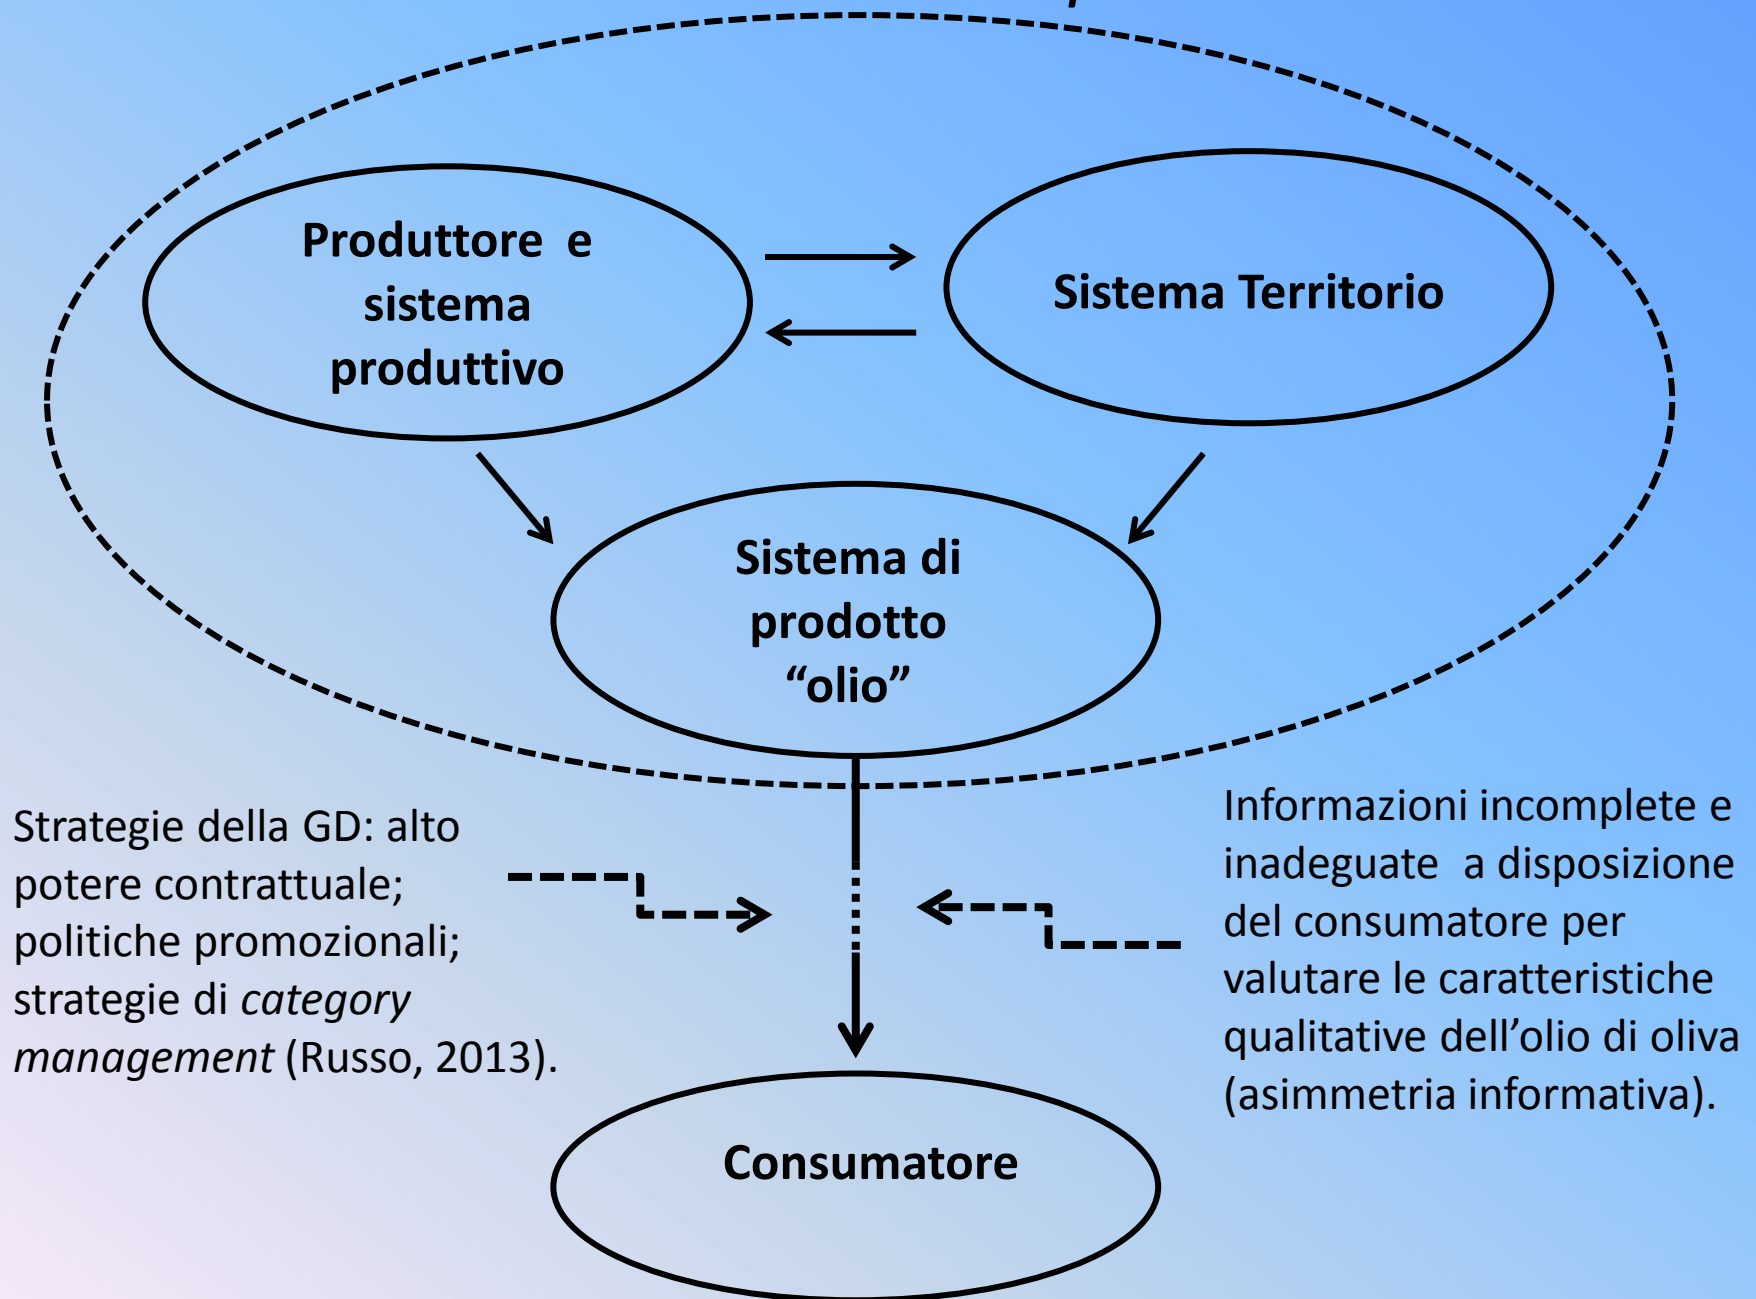 Produttore e
sistema
produttivo
Sistema Territorio
Sistema di
prodotto
“olio”
Strategie della GD: alto
potere contrattuale;
politiche promozionali;
strategie di category
management (Russo, 2013).
Informazioni incomplete e
inadeguate a disposizione
del consumatore per
valutare le caratteristiche
qualitative dell’olio di oliva
(asimmetria informativa).
Consumatore